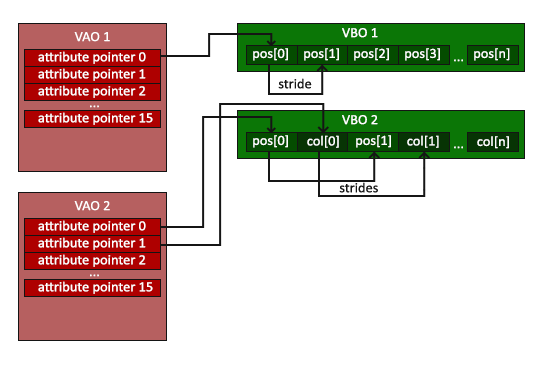 VAO 1
attribute pointer 0
attribute pointer 1
attribute pointer 2
...
attribute pointer 15
VBO 1
pos[0] pos[1] pos[2] pos[3] ... pos[n]
stride
VBO 2
pos[0] col[0] pos[1] col[1] ... col[n]
strides
VAO 2
attribute pointer 0
attribute pointer 1
attribute pointer 2
...
attribute pointer 15